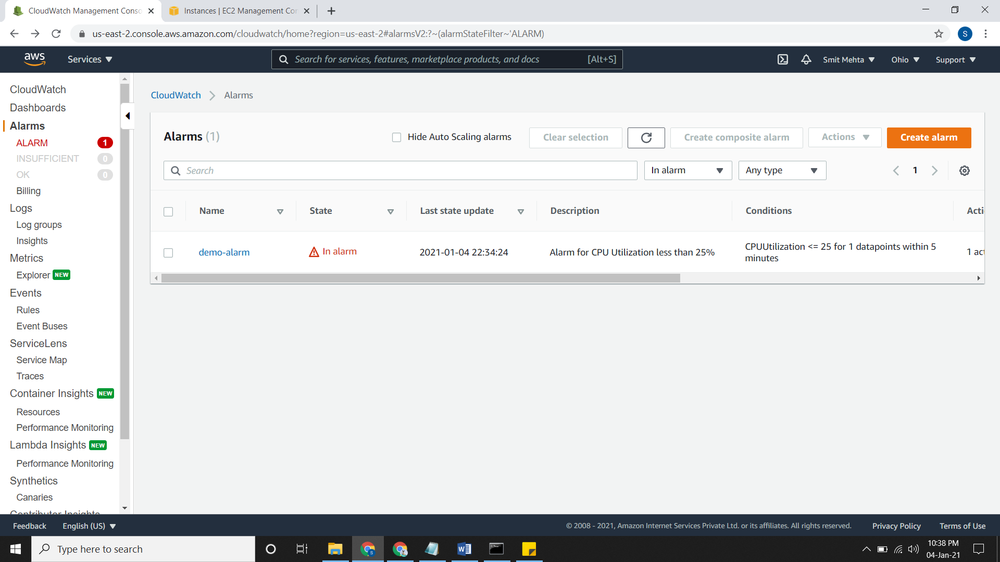 CloudWatch Management Conso
Instances | EC2 Management Con
us-east-2.console.aws.amazon.com/cloudwatch/home?region=us-east-2#alarmsV2:?~(alarmStateFilter~'ALARM)
S
aws
Services
Search for services, features, marketplace products, and docs
[Alt+S]
Smit Mehta
Ohio
Support
CloudWatch
Dashboards
Alarms
ALARM 1
INSUFFICIENT 0
OK 0
Billing
Logs
Log groups
Insights
Metrics
Explorer NEW
Events
Rules
Event Buses
ServiceLens
Service Map
Traces
Container Insights NEW
Resources
Performance Monitoring
Lambda Insights NEW
Performance Monitoring
Synthetics
Canaries
Contributor Insights
CloudWatch > Alarms
Alarms (1)
Hide Auto Scaling alarms
Clear selection
Create composite alarm
Actions
Create alarm
Search
In alarm
Any type
1
Name
State
Last state update
Description
Conditions
Acti
demo-alarm
In alarm
2021-01-04 22:34:24
Alarm for CPU Utilization less than 25%
CPUUtilization <= 25 for 1 datapoints within 5
minutes
1 act
Feedback
English (US)
© 2008 - 2021, Amazon Internet Services Private Ltd. or its affiliates. All rights reserved.
Privacy Policy
Terms of Use
Type here to search
10:38 PM
04-Jan-21